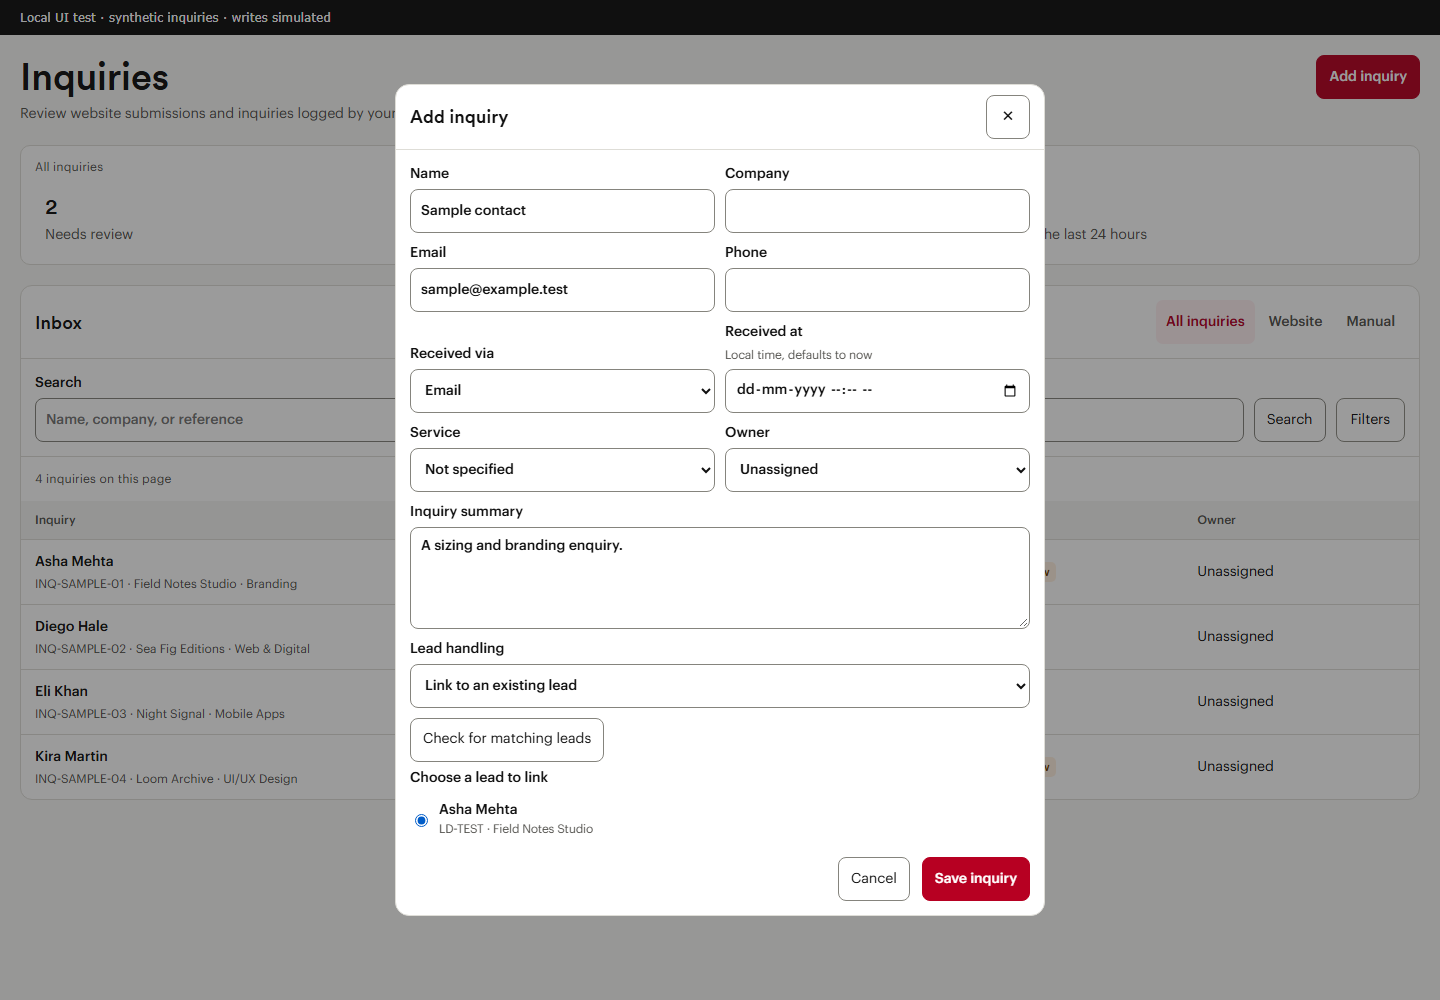 Local UI test · synthetic inquiries · writes simulated
Inquiries
Add inquiry
Review website submissions and inquiries logged by your
All inquiries
2
Needs review
he last 24 hours
Inbox
All inquiries
Website
Manual
Search
Name, company, or reference
Search
Filters
4 inquiries on this page
Inquiry
Owner
Asha Mehta
INQ-SAMPLE-01 · Field Notes Studio · Branding
Unassigned
Diego Hale
INQ-SAMPLE-02 · Sea Fig Editions · Web & Digital
Unassigned
Eli Khan
INQ-SAMPLE-03 · Night Signal · Mobile Apps
Unassigned
Kira Martin
INQ-SAMPLE-04 · Loom Archive · UI/UX Design
Unassigned
Add inquiry
×
Name
Company
Sample contact
Email
Phone
sample@example.test
Received via
Received at
Local time, defaults to now
Email
dd-mm-yyyy --:-- --
Service
Owner
Not specified
Unassigned
Inquiry summary
A sizing and branding enquiry.
Lead handling
Link to an existing lead
Check for matching leads
Choose a lead to link
Asha Mehta
LD-TEST · Field Notes Studio
Cancel
Save inquiry